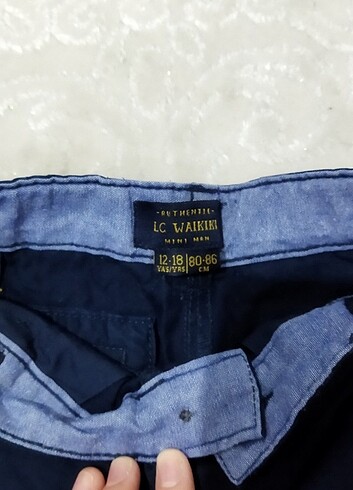 -AUTHENTIC-
LC WAIKIKI
MINI MAN
12-18 80-86
YAŞ/YRS CM